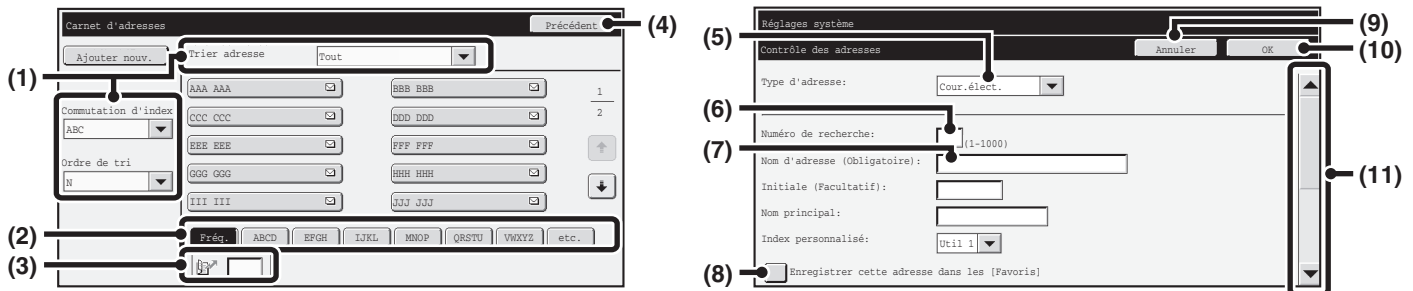 Carnet d'adresses
Précédent
(4)
Ajouter nouv.
Trier adresse
Tout
(1)
AAA AAA
BBB BBB
1
2
Commutation d'index
ABC
CCC CCC
DDD DDD
EEE EEE
FFF FFF
Ordre de tri
N
GGG GGG
HHH HHH
III III
JJJ JJJ
(2)
Fréq.
ABCD
EFGH
IJKL
MNOP
QRSTU
VWXYZ
etc.
(3)
Réglages système
(9)
(5)
Contrôle des adresses
Annuler
OK
(10)
Type d'adresse:
Cour.élect.
(6)
Numéro de recherche:
(1-1000)
(7)
Nom d'adresse (Obligatoire):
Initiale (Facultatif):
(11)
Nom principal:
Index personnalisé:
Util 1
(8)
Enregistrer cette adresse dans les [Favoris]